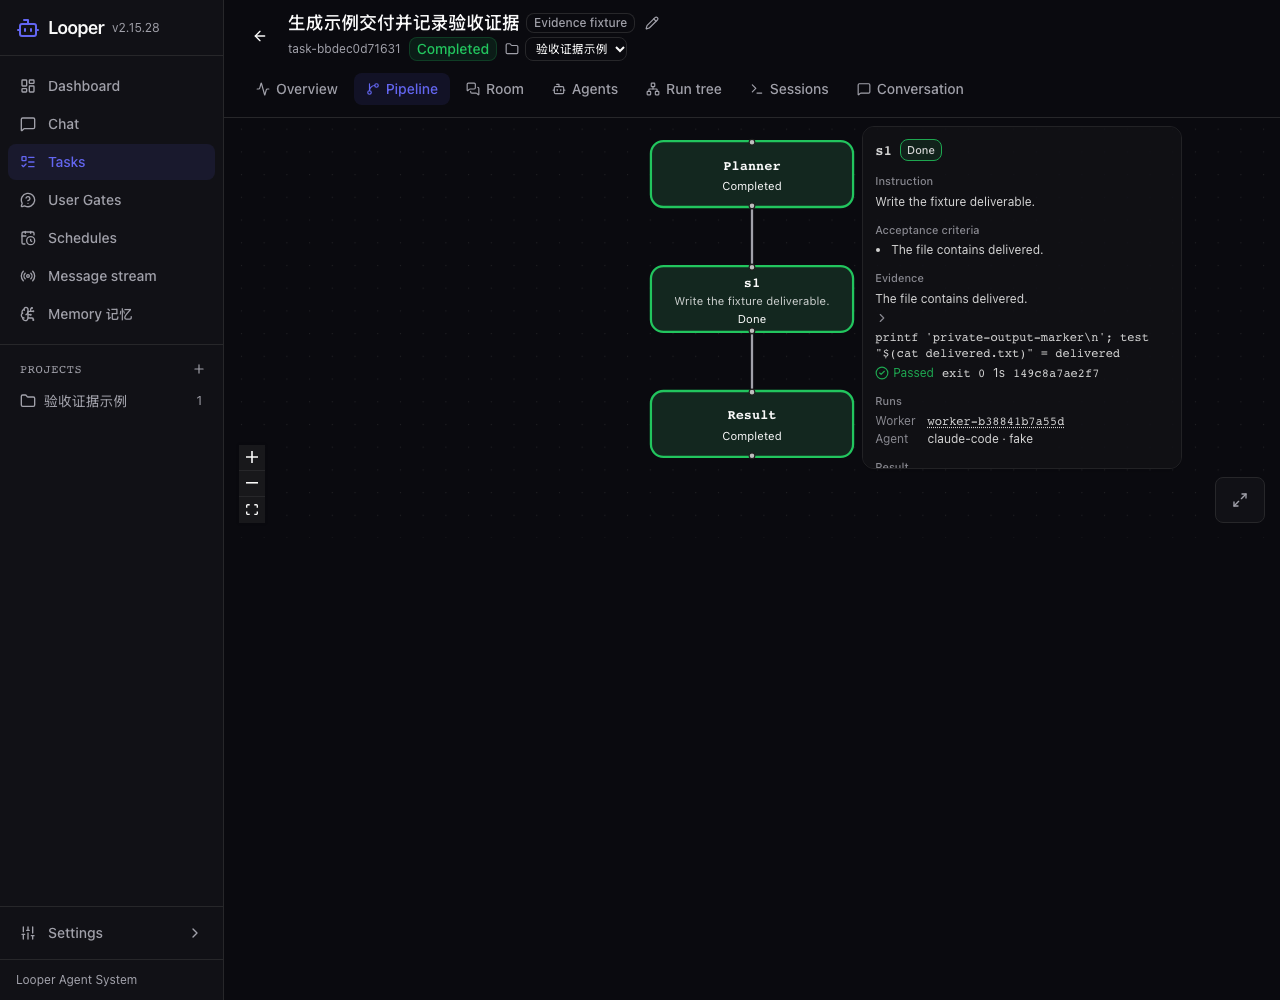 Looper v2.15.28
Dashboard
Chat
Tasks
User Gates
Schedules
Message stream
Memory 记忆
PROJECTS
验收证据示例 1
Settings
Looper Agent System
生成示例交付并记录验收证据 Evidence fixture
task-bbdec0d71631 Completed 验收证据示例
Overview Pipeline Room Agents Run tree Sessions Conversation
Planner
Completed
s1
Write the fixture deliverable.
Done
Result
Completed
s1 Done
Instruction
Write the fixture deliverable.
Acceptance criteria
• The file contains delivered.
Evidence
The file contains delivered.
printf 'private-output-marker\n'; test
"$(cat delivered.txt)" = delivered
Passed exit 0 1s 149c8a7ae2f7
Runs
Worker worker-b38841b7a55d
Agent claude-code · fake
Result